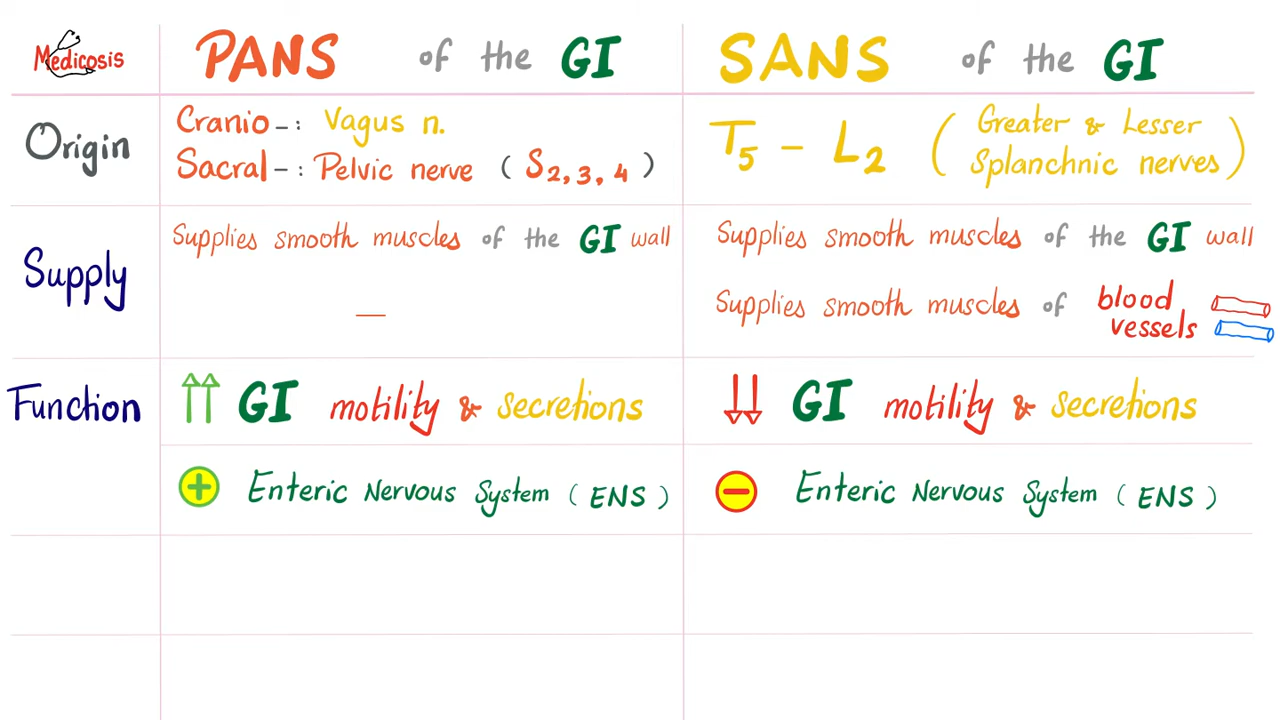 Medicosis
PANS of the GI
SANS of the GI
Origin
Cranio-: Vagus n.
Sacral-: Pelvic nerve (S2,3,4)
T5 - L2 (Greater & Lesser
Splanchnic nerves)
Supply
Supplies smooth muscles of the GI wall
—
Supplies smooth muscles of the GI wall
Supplies smooth muscles of blood
vessels
Function
↑↑ GI motility & secretions
↓↓ GI motility & secretions
+ Enteric Nervous System (ENS)
− Enteric Nervous System (ENS)